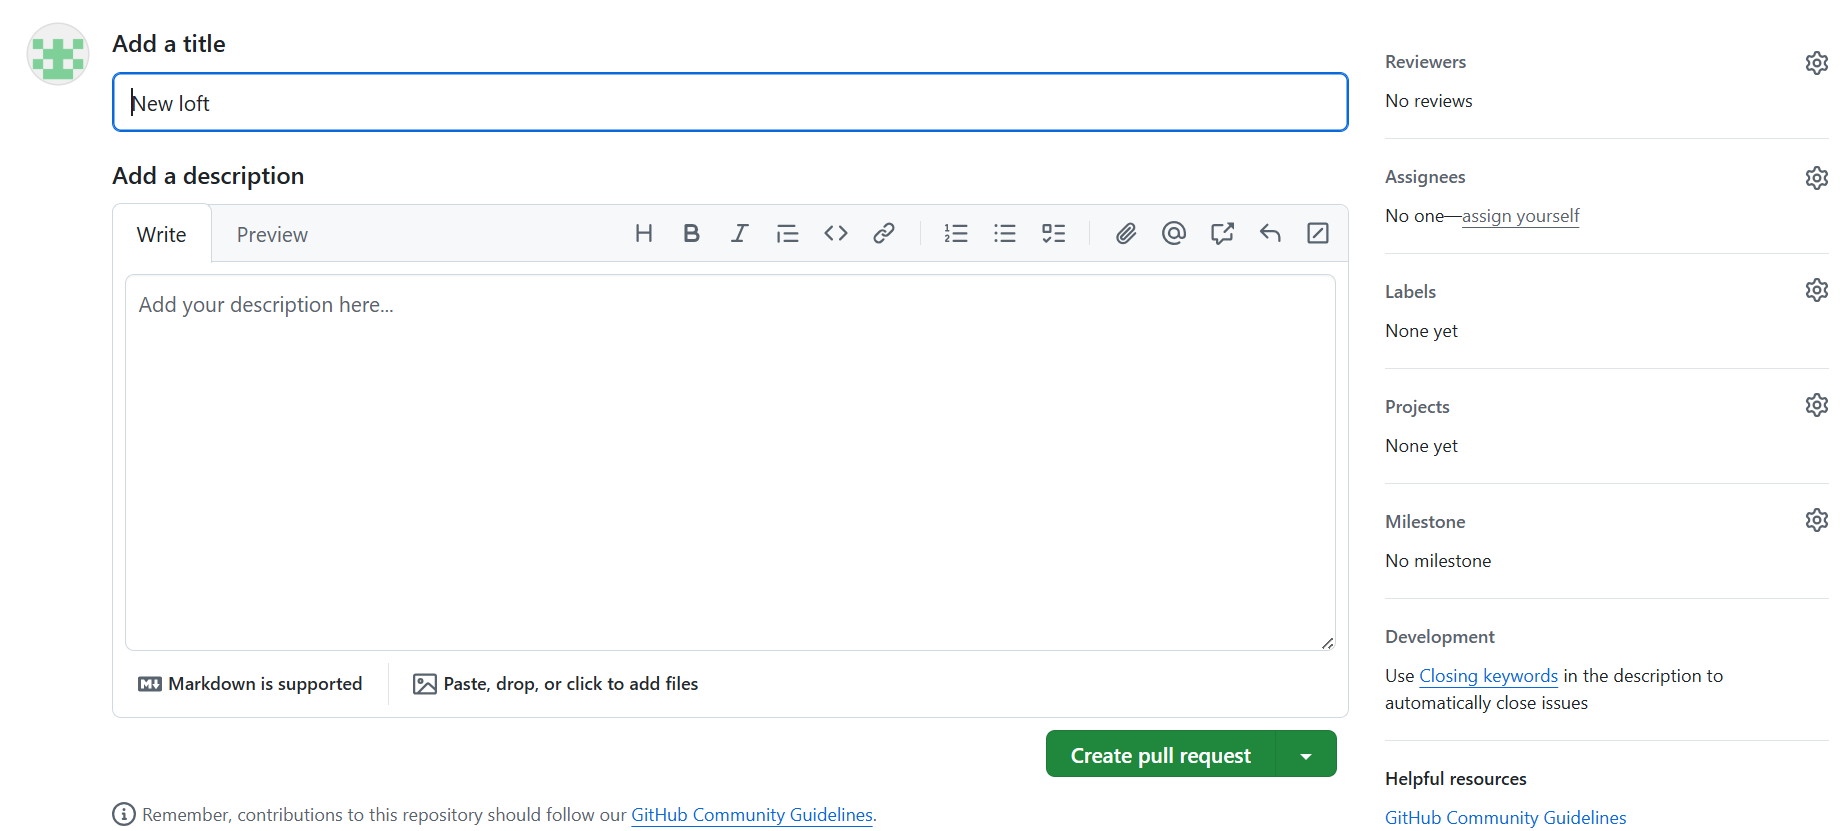 Add a title
New loft
Add a description
Write Preview
Add your description here...
Markdown is supported
Paste, drop, or click to add files
Create pull request
Remember, contributions to this repository should follow our GitHub Community Guidelines.
Reviewers
No reviews
Assignees
No one—assign yourself
Labels
None yet
Projects
None yet
Milestone
No milestone
Development
Use Closing keywords in the description to
automatically close issues
Helpful resources
GitHub Community Guidelines